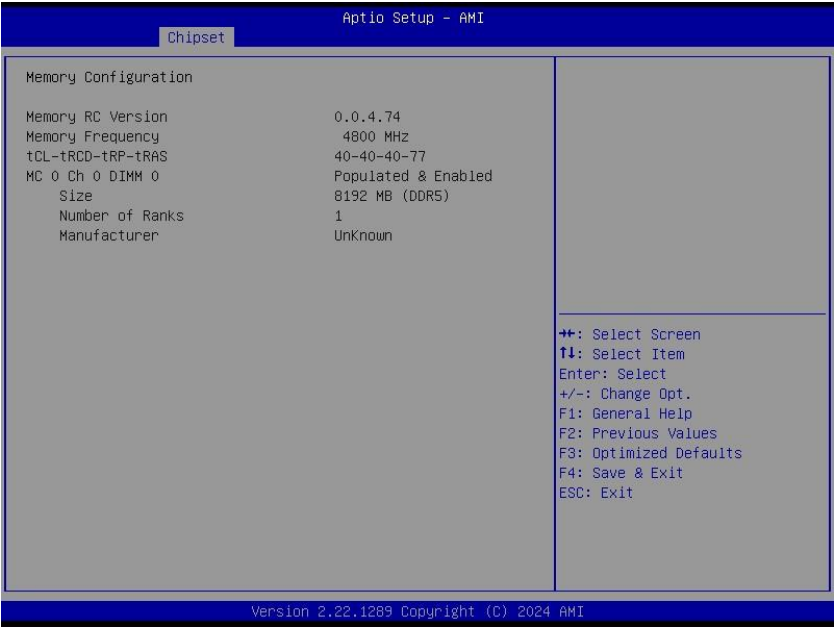 Aptio Setup - AMI
Chipset
Memory Configuration
Memory RC Version 0.0.4.74
Memory Frequency 4800 MHz
tCL-tRCD-tRP-tRAS 40-40-40-77
MC 0 Ch 0 DIMM 0 Populated & Enabled
Size 8192 MB (DDR5)
Number of Ranks 1
Manufacturer UnKnown
→←: Select Screen
↑↓: Select Item
Enter: Select
+/-: Change Opt.
F1: General Help
F2: Previous Values
F3: Optimized Defaults
F4: Save & Exit
ESC: Exit
Version 2.22.1289 Copyright (C) 2024 AMI